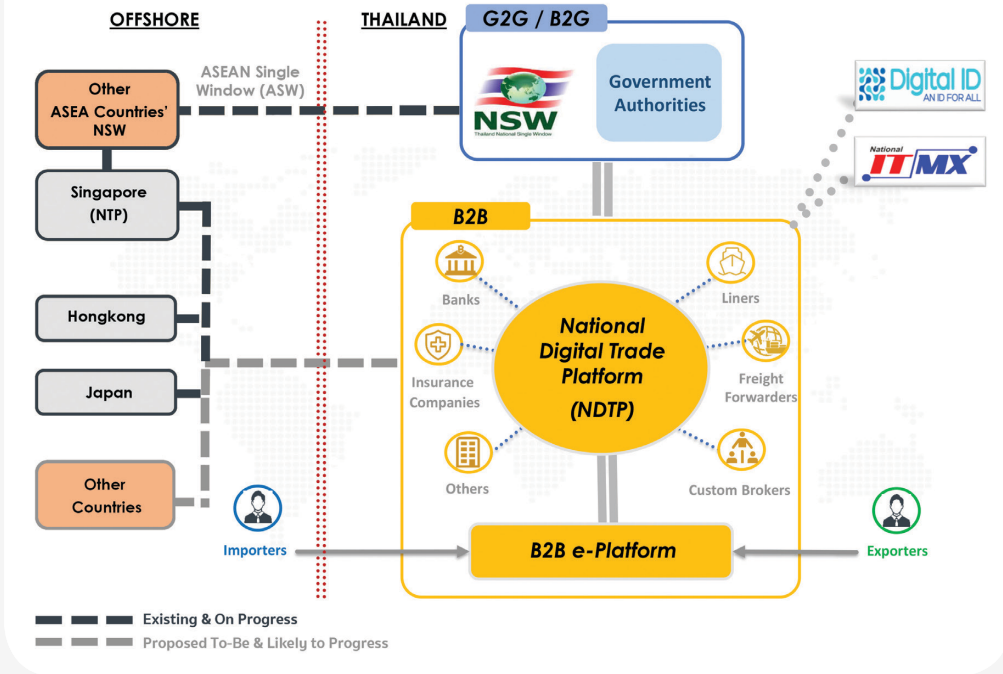 OFFSHORE
THAILAND
G2G / B2G
ASEAN Single
Window (ASW)
Other
ASEA Countries'
NSW
NSW
Thailand National Single Window
Government
Authorities
Digital ID
AN ID FOR ALL
National
ITMX
Singapore
(NTP)
B2B
Banks
Liners
Hongkong
National
Digital Trade
Platform
(NDTP)
Insurance
Companies
Freight
Forwarders
Japan
Others
Custom Brokers
Other
Countries
Importers
B2B e-Platform
Exporters
Existing & On Progress
Proposed To-Be & Likely to Progress